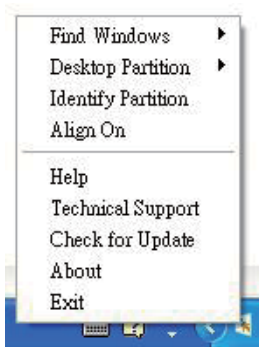 Find Windows
Desktop Partition
Identify Partition
Align On
Help
Technical Support
Check for Update
About
Exit